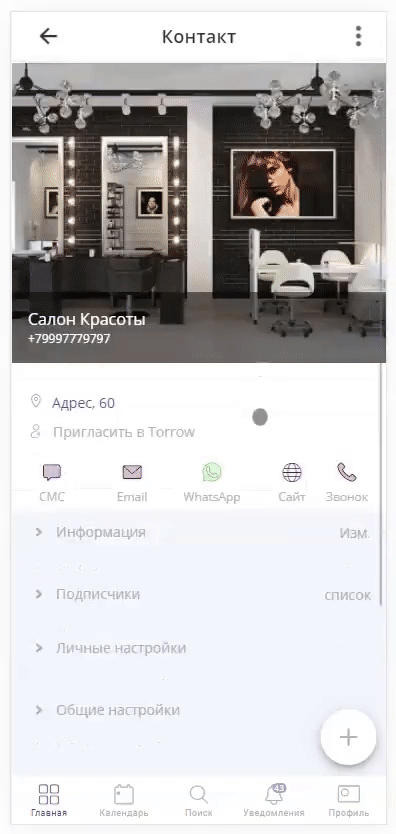 Контакт
Салон Красоты
+79997779797
Адрес, 60
Пригласить в Torrow
СМС Email WhatsApp Сайт Звонок
Информация Изм.
Подписчики список
Личные настройки
Общие настройки
43
Главная Календарь Поиск Уведомления Профиль